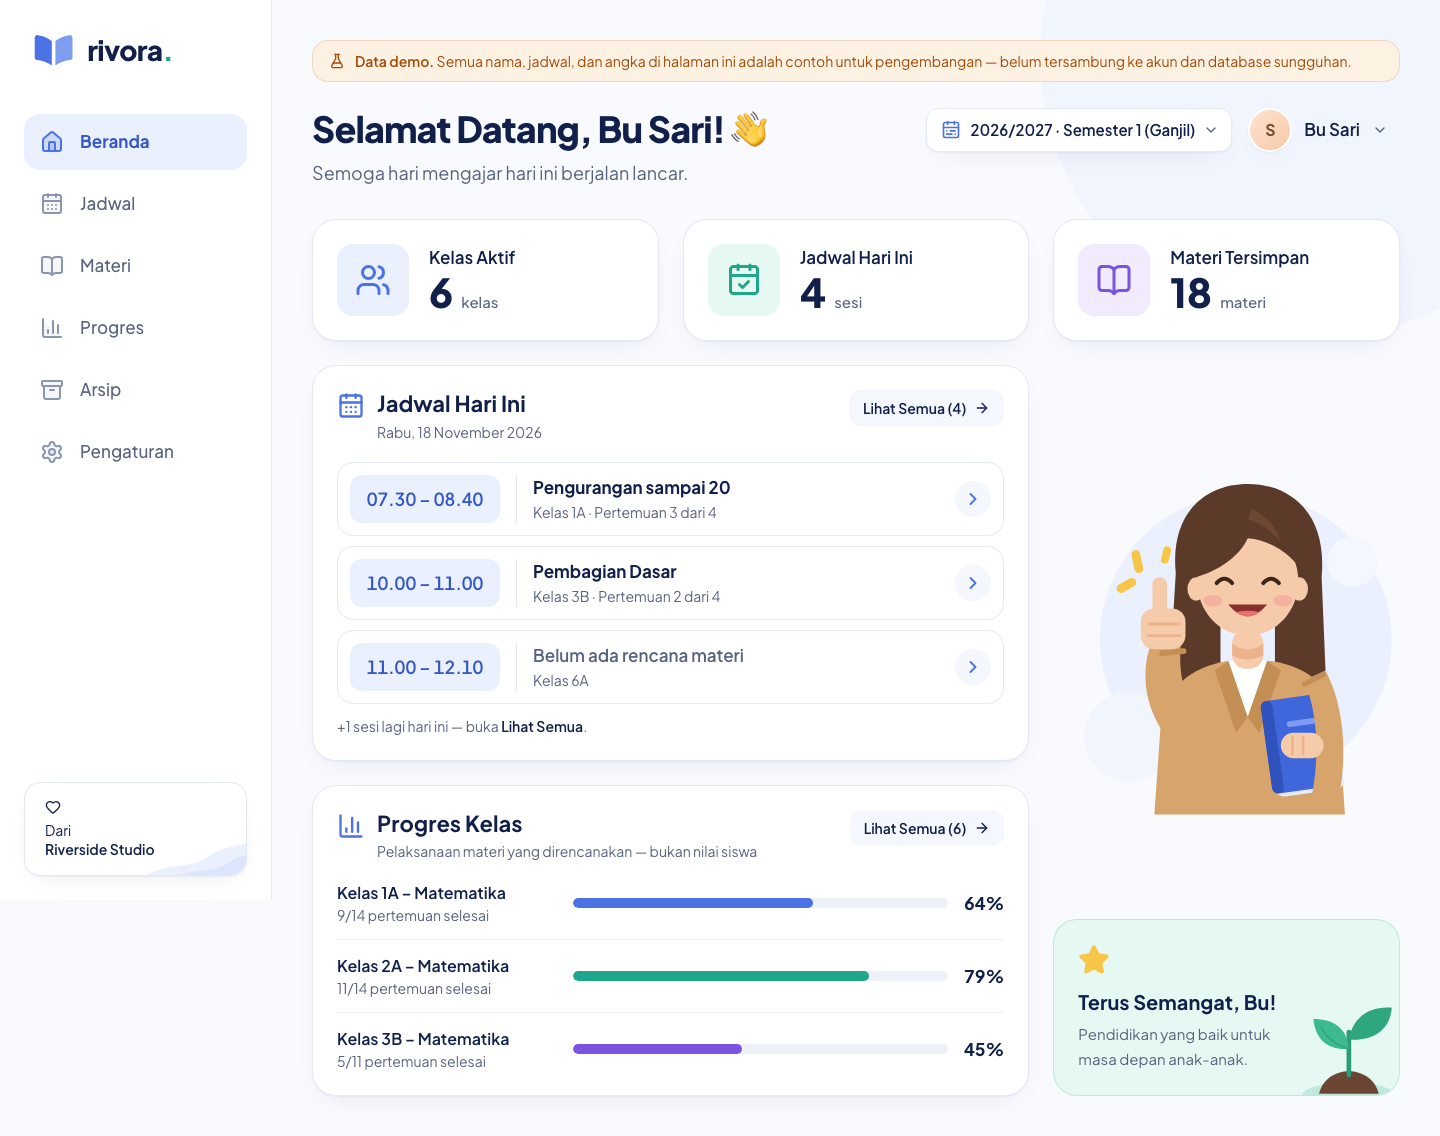 rivora.
Beranda
Jadwal
Materi
Progres
Arsip
Pengaturan
Dari
Riverside Studio
Data demo. Semua nama, jadwal, dan angka di halaman ini adalah contoh untuk pengembangan — belum tersambung ke akun dan database sungguhan.
Selamat Datang, Bu Sari! 👋
Semoga hari mengajar hari ini berjalan lancar.
2026/2027 · Semester 1 (Ganjil)
S
Bu Sari
Kelas Aktif
6 kelas
Jadwal Hari Ini
4 sesi
Materi Tersimpan
18 materi
Jadwal Hari Ini
Rabu, 18 November 2026
Lihat Semua (4) →
07.30 – 08.40
Pengurangan sampai 20
Kelas 1A · Pertemuan 3 dari 4
10.00 – 11.00
Pembagian Dasar
Kelas 3B · Pertemuan 2 dari 4
11.00 – 12.10
Belum ada rencana materi
Kelas 6A
+1 sesi lagi hari ini — buka Lihat Semua.
Progres Kelas
Pelaksanaan materi yang direncanakan — bukan nilai siswa
Lihat Semua (6) →
Kelas 1A – Matematika
9/14 pertemuan selesai
64%
Kelas 2A – Matematika
11/14 pertemuan selesai
79%
Kelas 3B – Matematika
5/11 pertemuan selesai
45%
Terus Semangat, Bu!
Pendidikan yang baik untuk
masa depan anak-anak.